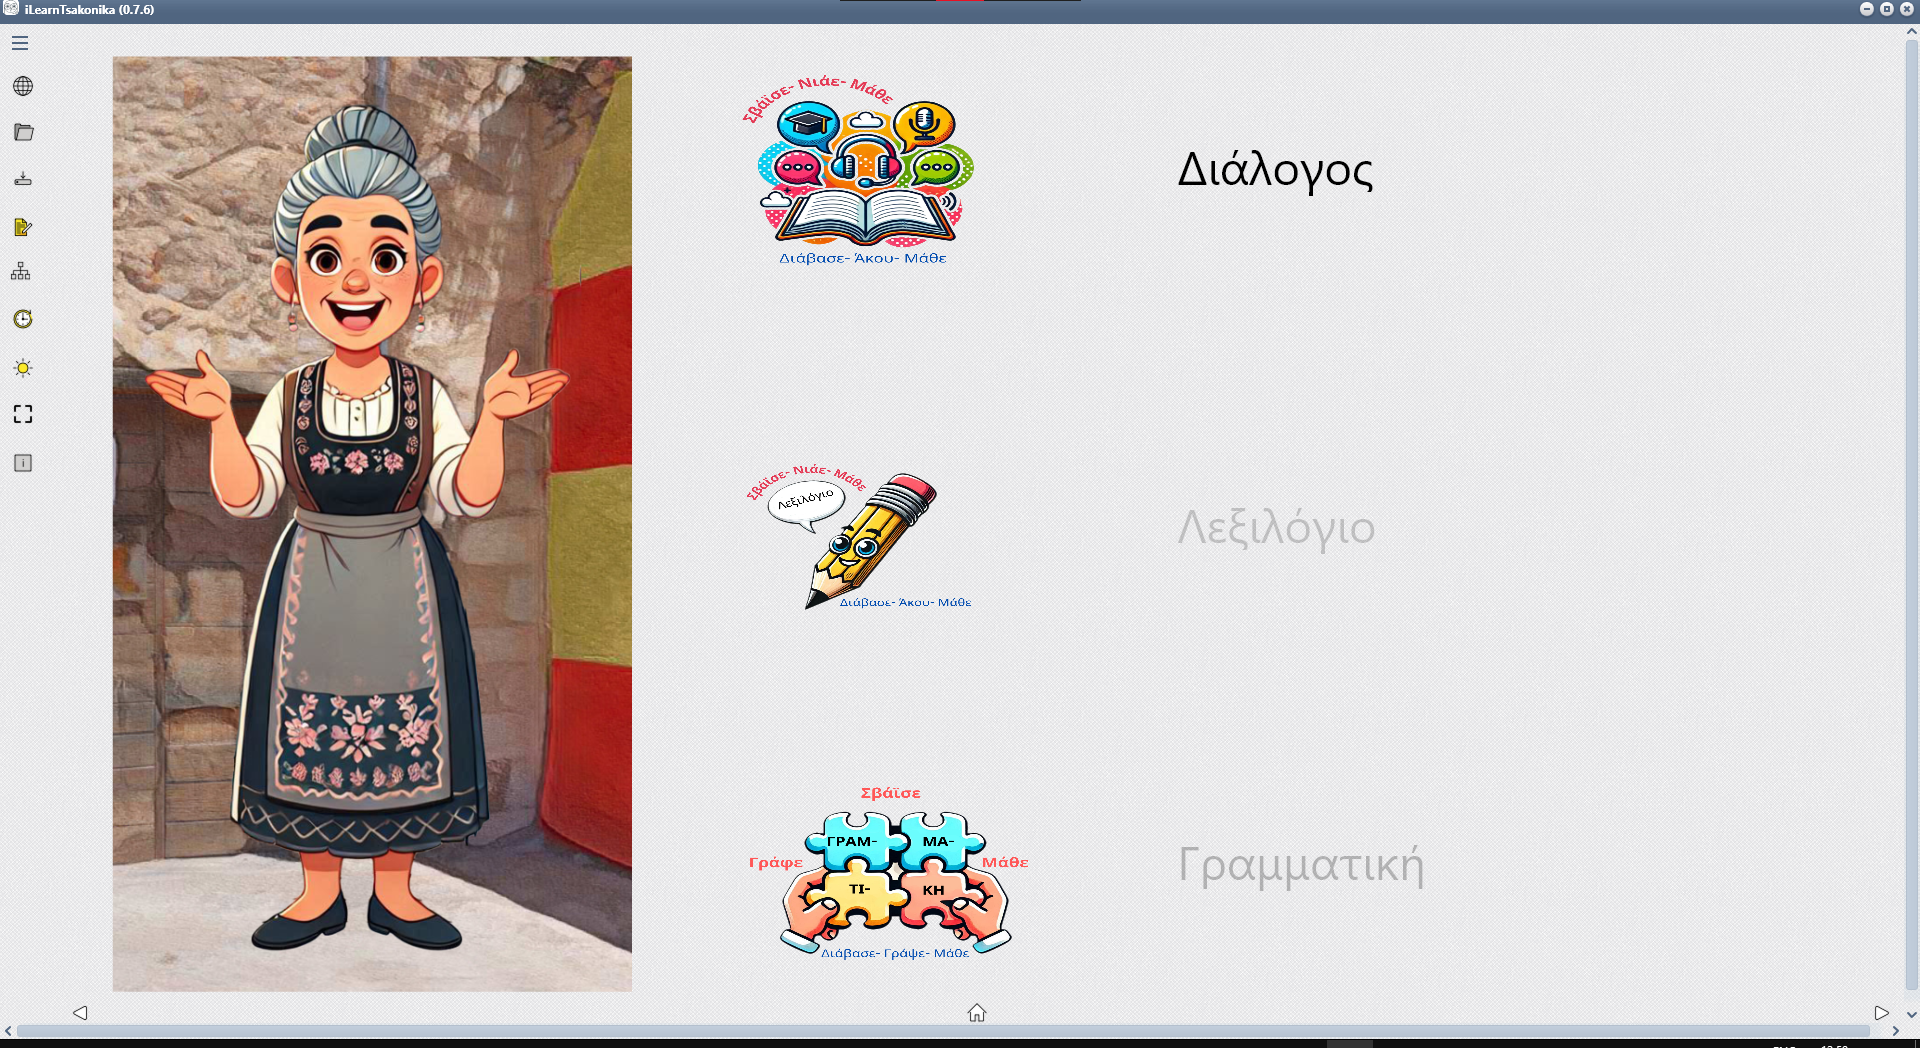 iLearnTsakonika (0.7.6)
Σβάϊσε- Νιάε- Μάθε
Διάβασε- Άκου- Μάθε
Διάλογος
Σβάϊσε- Νιάε- Μάθε
Λεξιλόγιο
Διάβασε- Άκου- Μάθε
Λεξιλόγιο
Σβάϊσε
ΓΡΑΜ-
ΜΑ-
Γράφε
Μάθε
ΤΙ-
ΚΗ
Διάβασε- Γράψε- Μάθε
Γραμματική